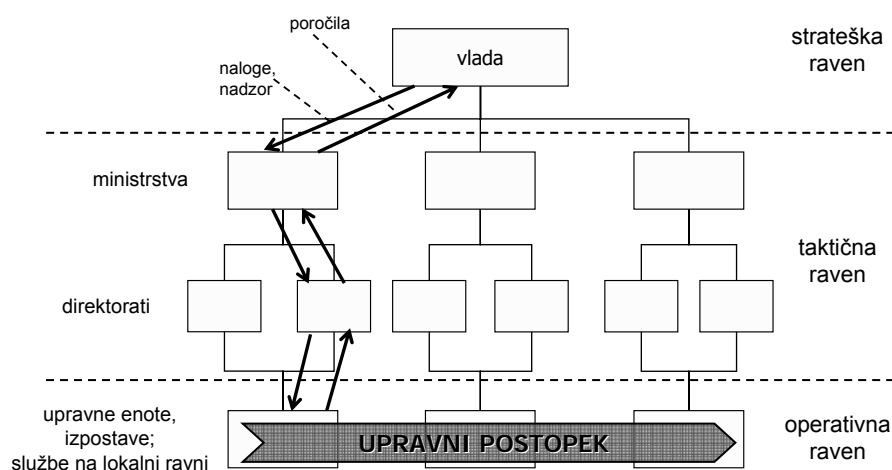 poročila
vlada
strateška
raven
naloge,
nadzor
ministrstva
taktična
raven
direktorati
upravne enote,
izpostave;
službe na lokalni ravni
UPRAVNI POSTOPEK
operativna
raven